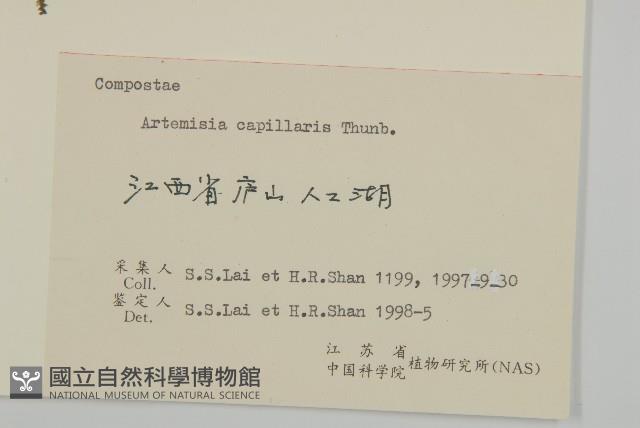 Compostae
Artemisia capillaris Thunb.
江西省庐山人工湖
采集人 Coll. S.S.Lai et H.R.Shan 1199, 1997-9-30
鉴定人 Det. S.S.Lai et H.R.Shan 1998-5
江苏省
中国科学院 植物研究所(NAS)
國立自然科學博物館
NATIONAL MUSEUM OF NATURAL SCIENCE